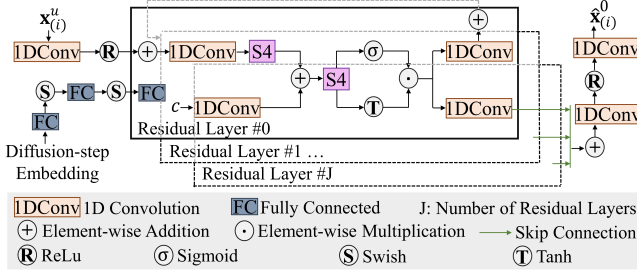 x^u_(i)
x̂^0_(i)
1DConv R + 1DConv S4 σ 1DConv + 1DConv
S FC S FC + S4 · R
c 1DConv T 1DConv 1DConv
FC
Residual Layer #0
+
Diffusion-step
Embedding
Residual Layer #1 ...
Residual Layer #J
1DConv 1D Convolution FC Fully Connected J: Number of Residual Layers
+ Element-wise Addition · Element-wise Multiplication Skip Connection
R ReLu σ Sigmoid S Swish T Tanh